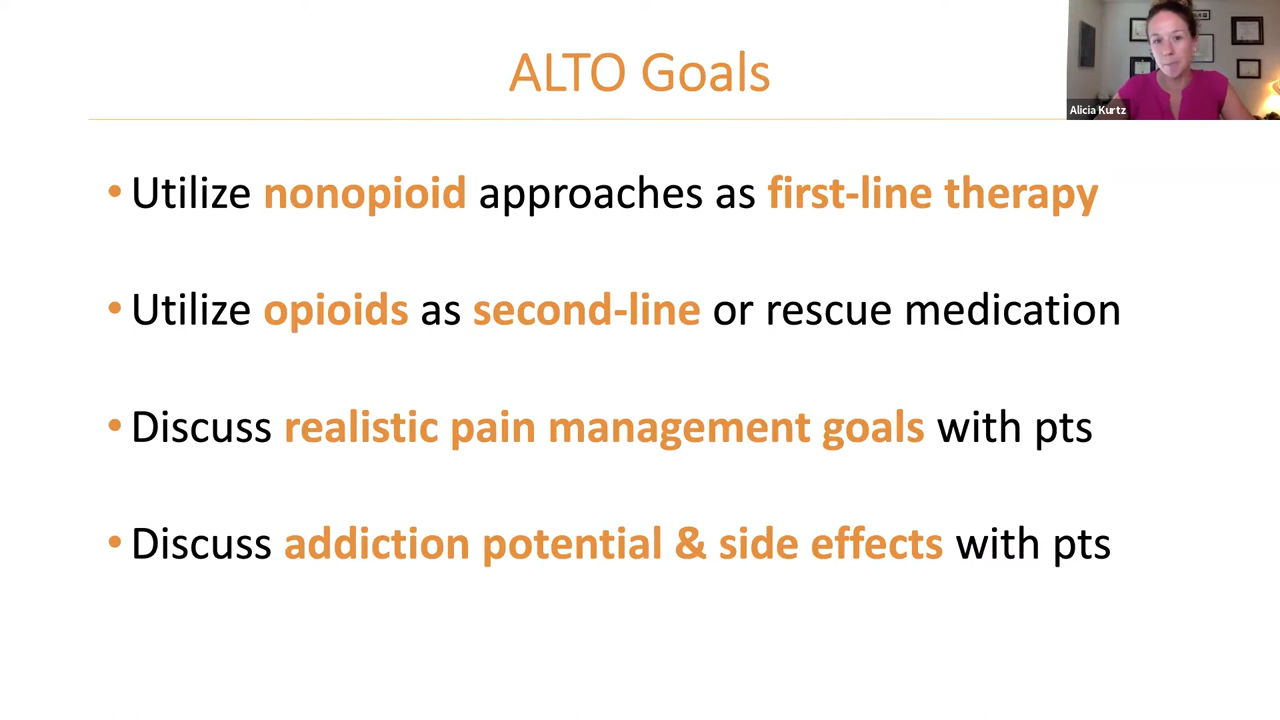 ALTO Goals
Alicia Kurtz
• Utilize nonopioid approaches as first-line therapy
• Utilize opioids as second-line or rescue medication
• Discuss realistic pain management goals with pts
• Discuss addiction potential & side effects with pts